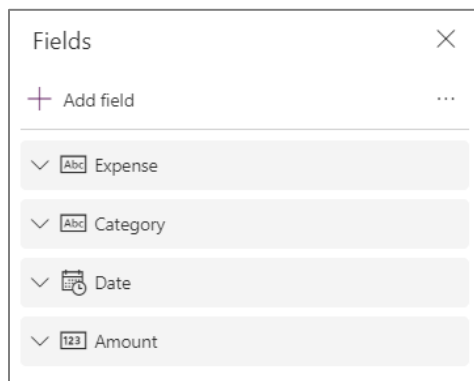 Fields
Add field
Abc Expense
Abc Category
Date
123 Amount